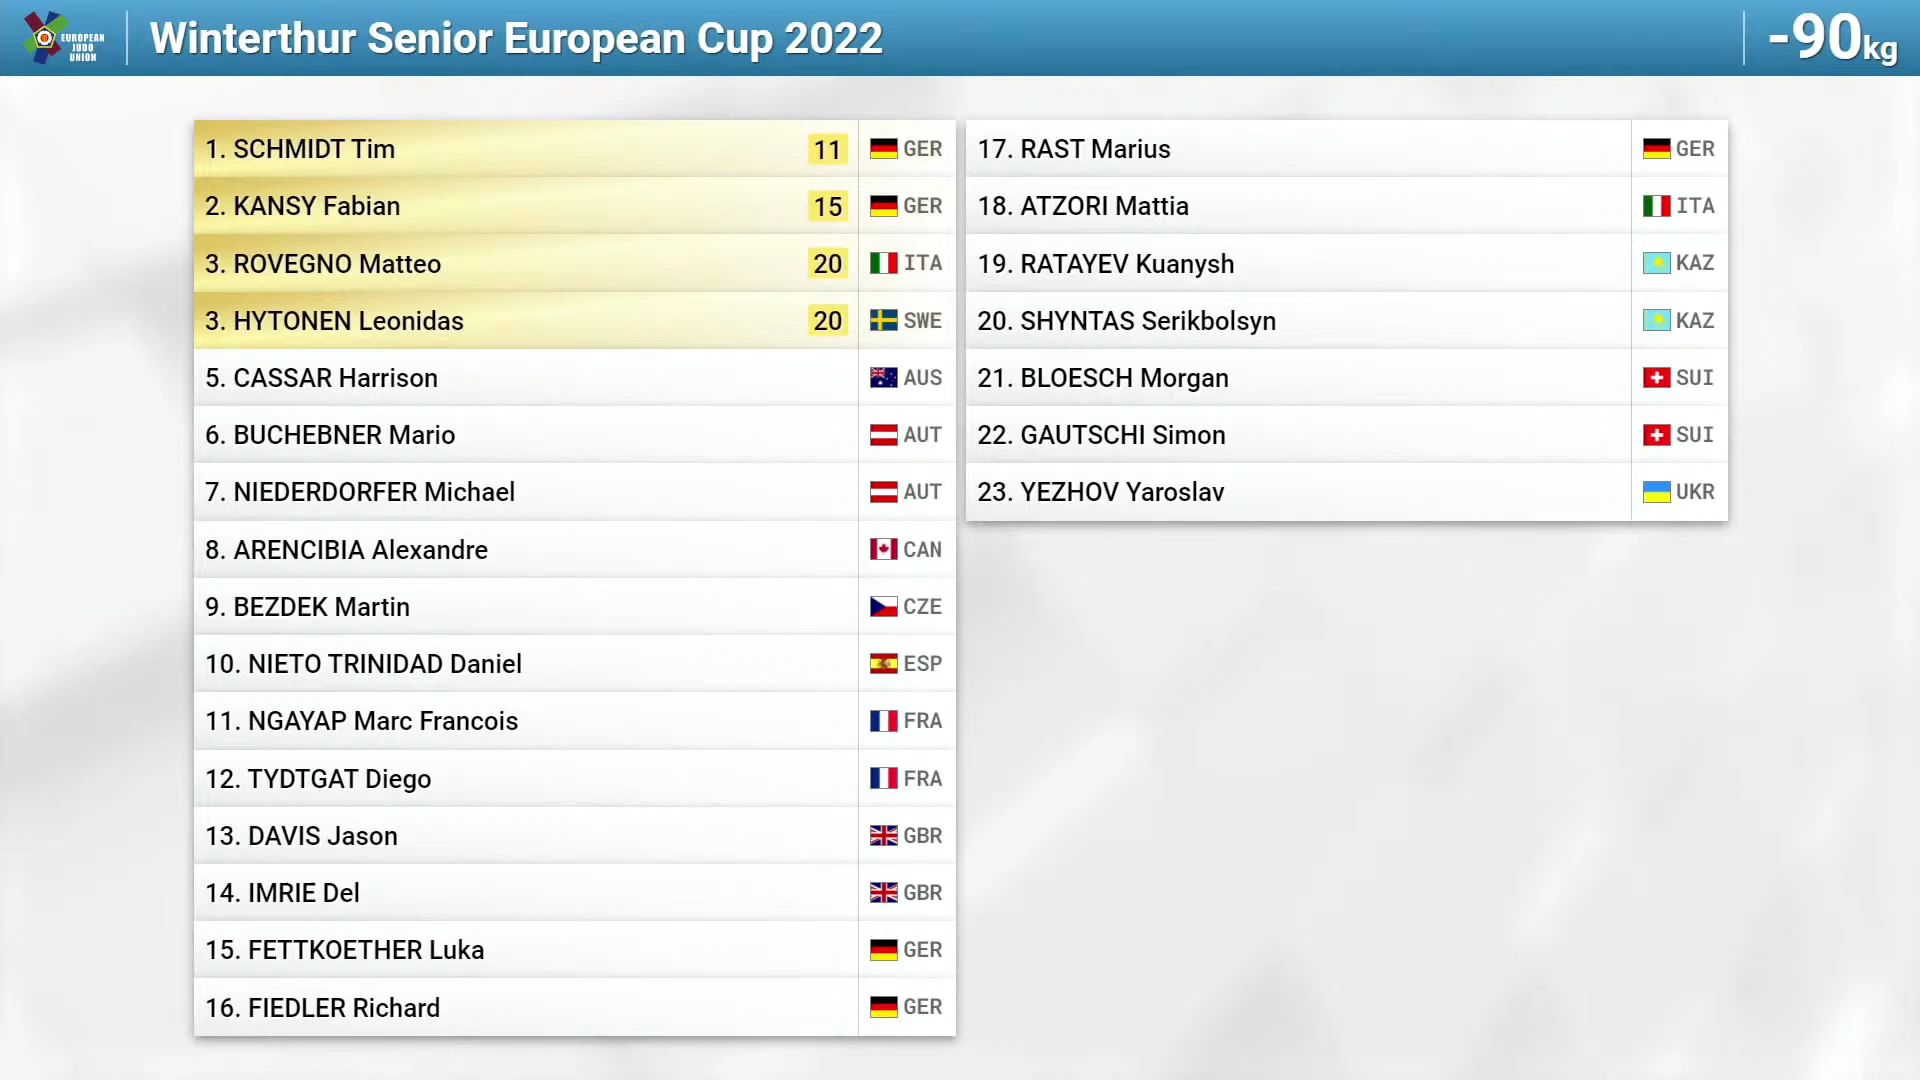 EUROPEAN
JUDO
UNION
Winterthur Senior European Cup 2022
-90kg
1. SCHMIDT Tim 11 GER
2. KANSY Fabian 15 GER
3. ROVEGNO Matteo 20 ITA
3. HYTONEN Leonidas 20 SWE
5. CASSAR Harrison AUS
6. BUCHEBNER Mario AUT
7. NIEDERDORFER Michael AUT
8. ARENCIBIA Alexandre CAN
9. BEZDEK Martin CZE
10. NIETO TRINIDAD Daniel ESP
11. NGAYAP Marc Francois FRA
12. TYDTGAT Diego FRA
13. DAVIS Jason GBR
14. IMRIE Del GBR
15. FETTKOETHER Luka GER
16. FIEDLER Richard GER
17. RAST Marius GER
18. ATZORI Mattia ITA
19. RATAYEV Kuanysh KAZ
20. SHYNTAS Serikbolsyn KAZ
21. BLOESCH Morgan SUI
22. GAUTSCHI Simon SUI
23. YEZHOV Yaroslav UKR